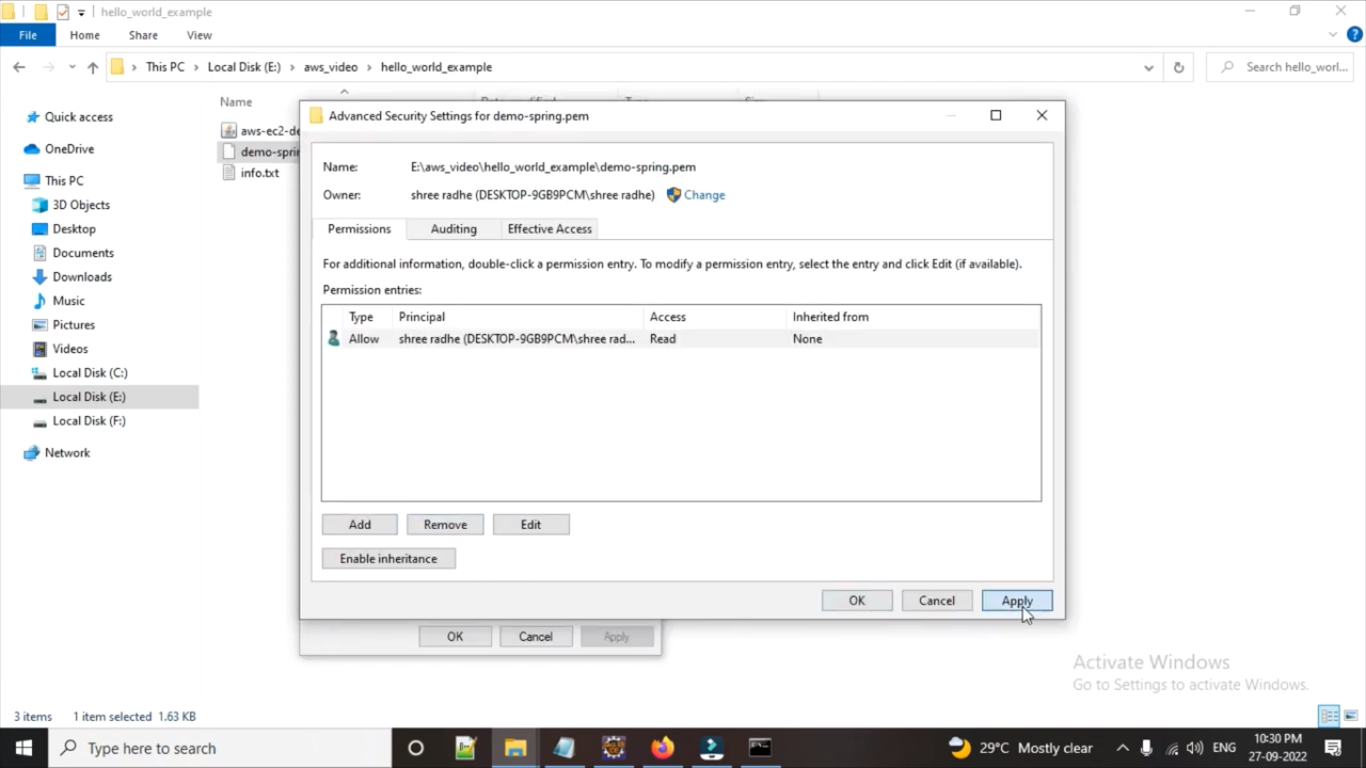 hello_world_example
File Home Share View
This PC Local Disk (E:) aws_video hello_world_example
Search hello_worl...
Name
Quick access
OneDrive
This PC
3D Objects
Desktop
Documents
Downloads
Music
Pictures
Videos
Local Disk (C:)
Local Disk (E:)
Local Disk (F:)
Network
aws-ec2-de
demo-sprin
info.txt
Advanced Security Settings for demo-spring.pem
Name: E:\aws_video\hello_world_example\demo-spring.pem
Owner: shree radhe (DESKTOP-9GB9PCM\shree radhe) Change
Permissions Auditing Effective Access
For additional information, double-click a permission entry. To modify a permission entry, select the entry and click Edit (if available).
Permission entries:
Type Principal Access Inherited from
Allow shree radhe (DESKTOP-9GB9PCM\shree rad... Read None
Add Remove Edit
Enable inheritance
OK Cancel Apply
OK Cancel Apply
Activate Windows
Go to Settings to activate Windows.
3 items 1 item selected 1.63 KB
Type here to search
29°C Mostly clear
ENG
10:30 PM
27-09-2022